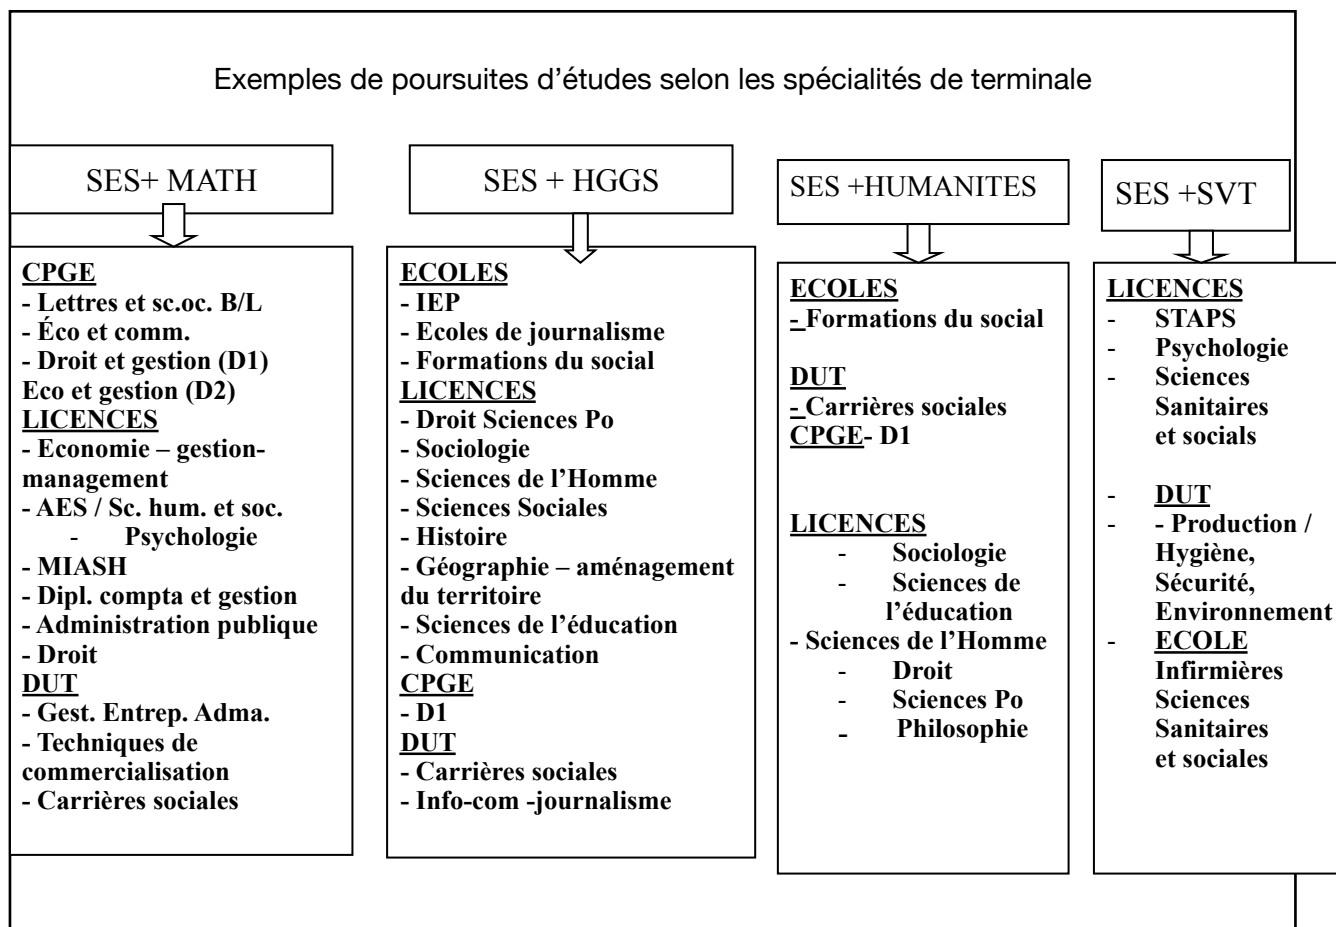 Exemples de poursuites d'études selon les spécialités de terminale
SES+ MATH
CPGE
- Lettres et sc.oc. B/L
- Éco et comm.
- Droit et gestion (D1)
Eco et gestion (D2)
LICENCES
- Economie – gestion-
management
- AES / Sc. hum. et soc.
- Psychologie
- MIASH
- Dipl. compta et gestion
- Administration publique
- Droit
DUT
- Gest. Entrep. Adma.
- Techniques de
commercialisation
- Carrières sociales
SES + HGGS
ECOLES
- IEP
- Ecoles de journalisme
- Formations du social
LICENCES
- Droit Sciences Po
- Sociologie
- Sciences de l'Homme
- Sciences Sociales
- Histoire
- Géographie – aménagement
du territoire
- Sciences de l'éducation
- Communication
CPGE
- D1
DUT
- Carrières sociales
- Info-com -journalisme
SES +HUMANITES
ECOLES
- Formations du social
DUT
- Carrières sociales
CPGE- D1
LICENCES
- Sociologie
- Sciences de
l'éducation
- Sciences de l'Homme
- Droit
- Sciences Po
- Philosophie
SES +SVT
LICENCES
- STAPS
- Psychologie
- Sciences
Sanitaires
et socials
- DUT
- - Production /
Hygiène,
Sécurité,
Environnement
- ECOLE
Infirmières
Sciences
Sanitaires
et sociales